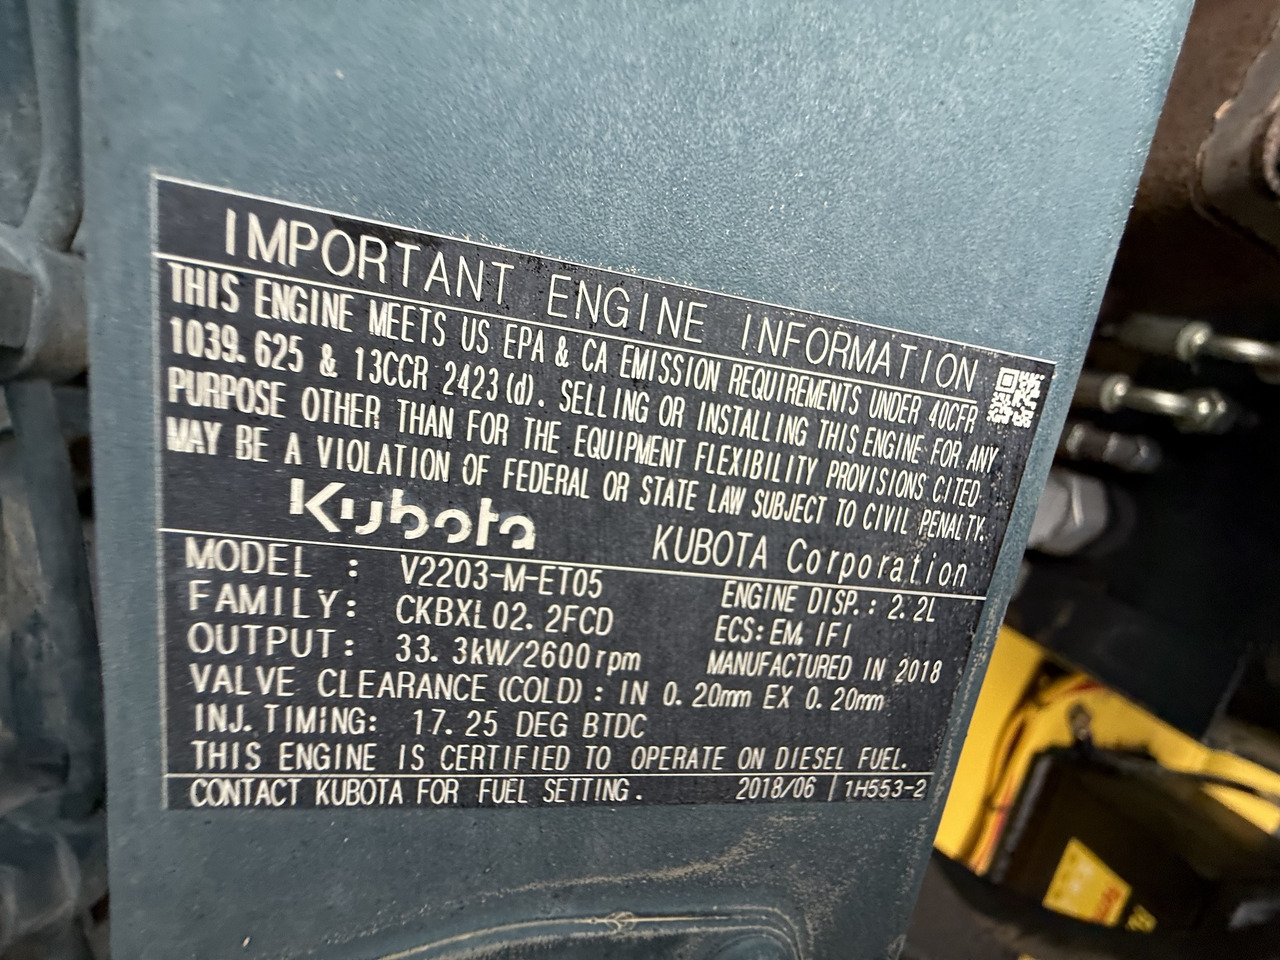 IMPORTANT ENGINE INFORMATION
THIS ENGINE MEETS US EPA & CA EMISSION REQUIREMENTS UNDER 40CFR
1039.625 & 13CCR 2423(d). SELLING OR INSTALLING THIS ENGINE FOR ANY
PURPOSE OTHER THAN FOR THE EQUIPMENT FLEXIBILITY PROVISIONS CITED
MAY BE A VIOLATION OF FEDERAL OR STATE LAW SUBJECT TO CIVIL PENALTY.
Kubota KUBOTA Corporation
MODEL : V2203-M-ET05 ENGINE DISP.: 2.2L
FAMILY: CKBXL02.2FCD ECS: EM, IFI
OUTPUT: 33.3kW/2600rpm MANUFACTURED IN 2018
VALVE CLEARANCE (COLD) : IN 0.20mm EX 0.20mm
INJ. TIMING: 17.25 DEG BTDC
THIS ENGINE IS CERTIFIED TO OPERATE ON DIESEL FUEL.
CONTACT KUBOTA FOR FUEL SETTING. 2018/06 1H553-2